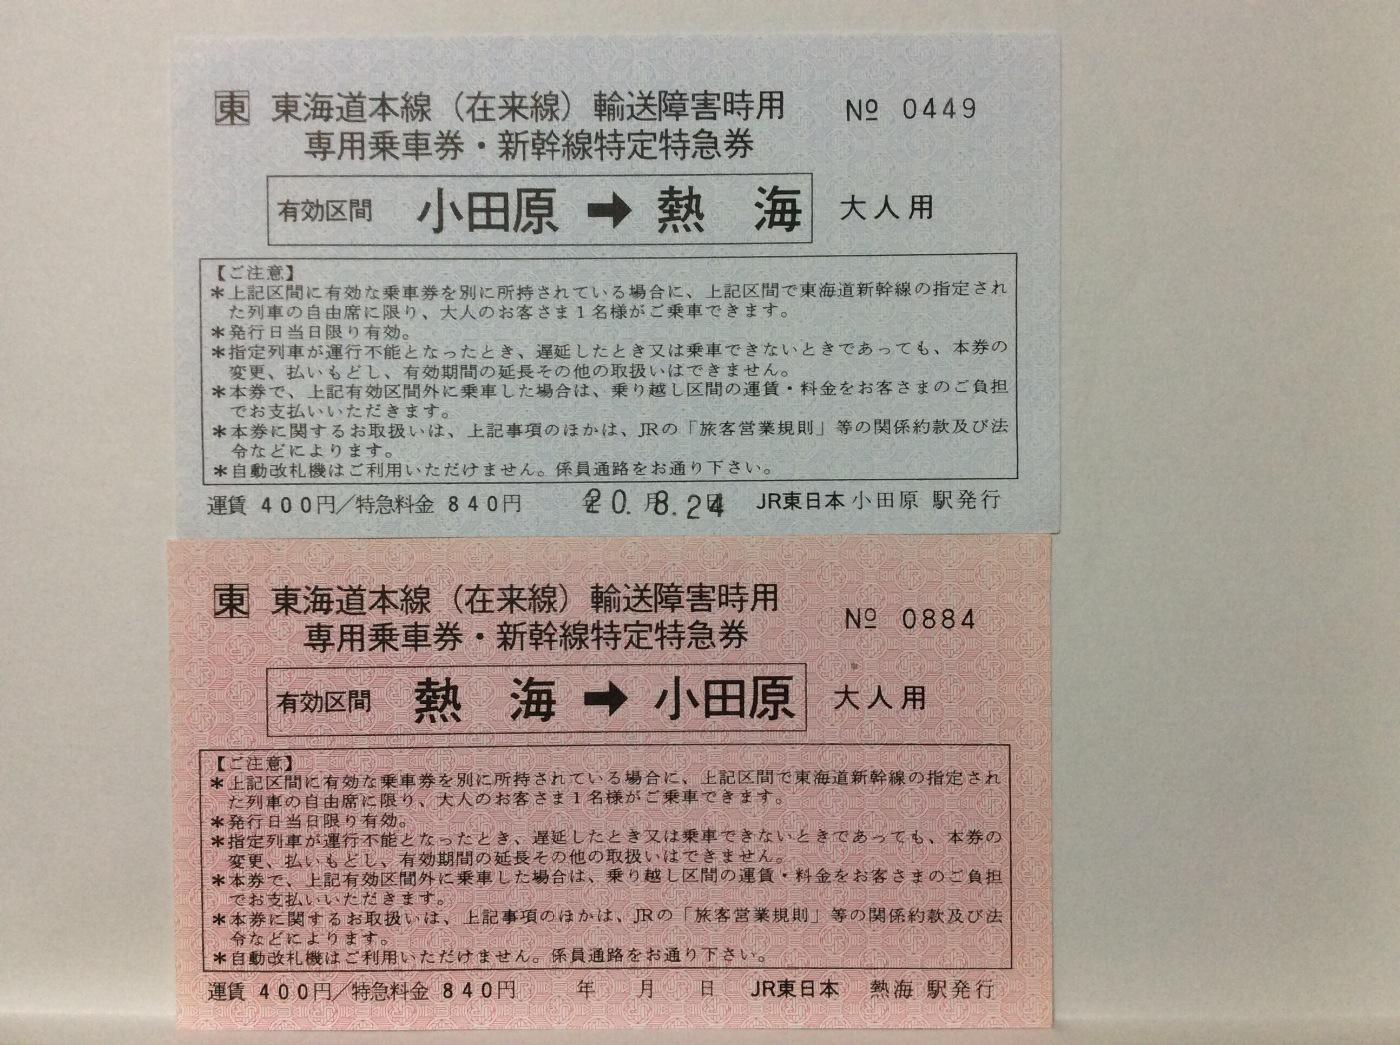 東 東海道本線（在来線）輸送障害時用 № 0449
専用乗車券・新幹線特定特急券
有効区間 小田原 ➡ 熱 海 大人用
【ご注意】
＊上記区間に有効な乗車券を別に所持されている場合に、上記区間で東海道新幹線の指定され
た列車の自由席に限り、大人のお客さま１名様がご乗車できます。
＊発行日当日限り有効。
＊指定列車が運行不能となったとき、遅延したとき又は乗車できないときであっても、本券の
変更、払いもどし、有効期間の延長その他の取扱いはできません。
＊本券で、上記有効区間外に乗車した場合は、乗り越し区間の運賃・料金をお客さまのご負担
でお支払いいただきます。
＊本券に関するお取扱いは、上記事項のほかは、JRの「旅客営業規則」等の関係約款及び法
令などによります。
＊自動改札機はご利用いただけません。係員通路をお通り下さい。
運賃 400円／特急料金 840円 年 月 日 20.8.24 JR東日本 小田原 駅発行
東 東海道本線（在来線）輸送障害時用 № 0884
専用乗車券・新幹線特定特急券
有効区間 熱 海 ➡ 小田原 大人用
【ご注意】
＊上記区間に有効な乗車券を別に所持されている場合に、上記区間で東海道新幹線の指定され
た列車の自由席に限り、大人のお客さま１名様がご乗車できます。
＊発行日当日限り有効。
＊指定列車が運行不能となったとき、遅延したとき又は乗車できないときであっても、本券の
変更、払いもどし、有効期間の延長その他の取扱いはできません。
＊本券で、上記有効区間外に乗車した場合は、乗り越し区間の運賃・料金をお客さまのご負担
でお支払いいただきます。
＊本券に関するお取扱いは、上記事項のほかは、JRの「旅客営業規則」等の関係約款及び法
令などによります。
＊自動改札機はご利用いただけません。係員通路をお通り下さい。
運賃 400円／特急料金 840円 年 月 日 JR東日本 熱海 駅発行